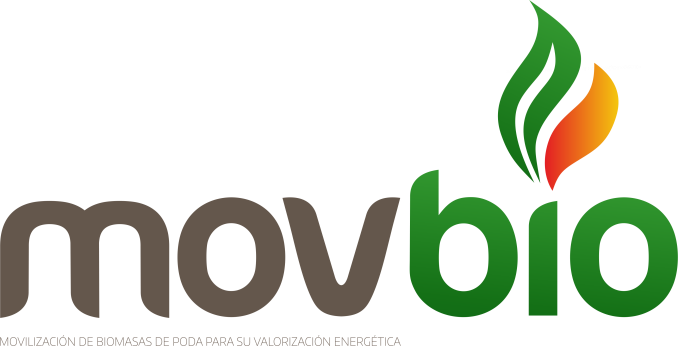 movbio
MOVILIZACIÓN DE BIOMASAS DE PODA PARA SU VALORIZACIÓN ENERGÉTICA